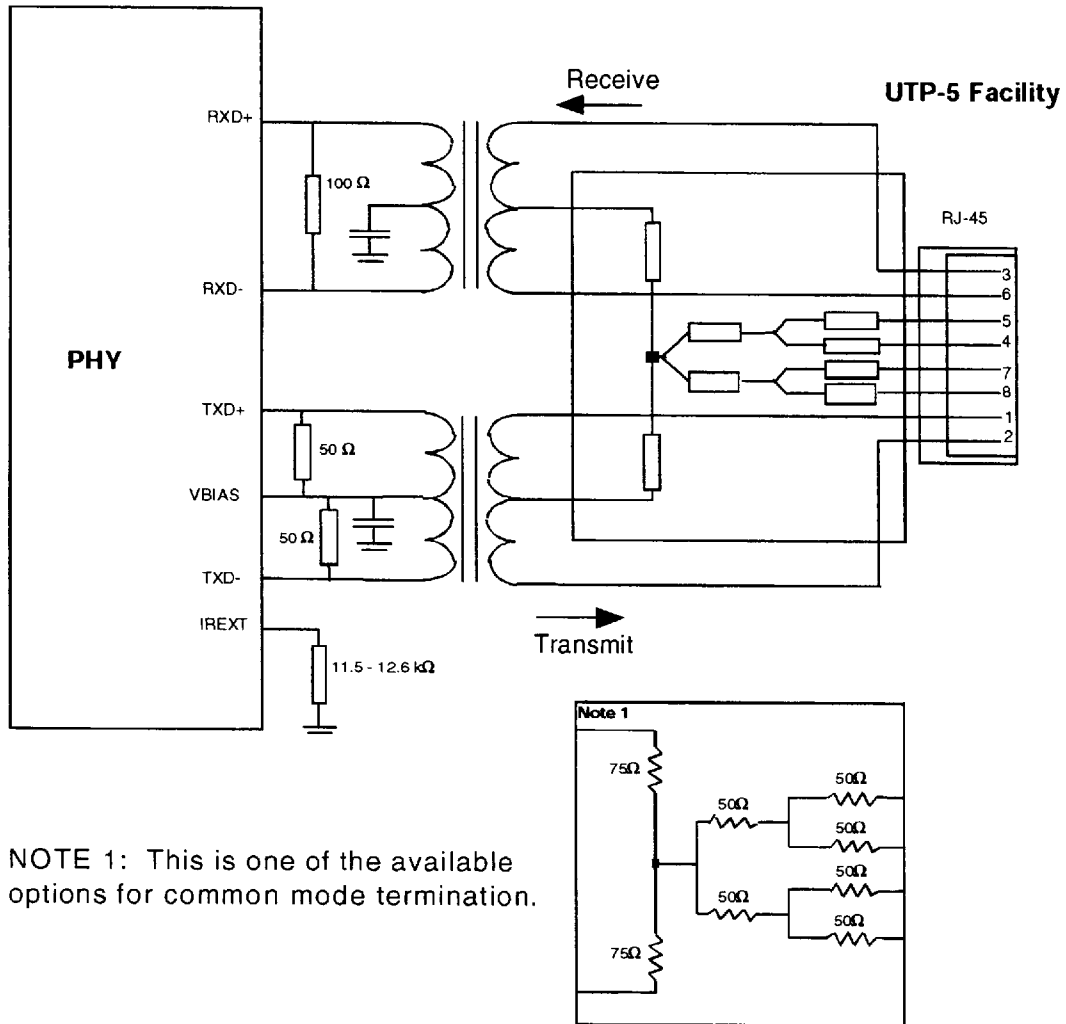 Receive
UTP-5 Facility
RXD+
100 Ω
RJ-45
RXD-
3
6
5
4
7
8
1
2
PHY
TXD+
50 Ω
VBIAS
50 Ω
TXD-
IREXT
11.5 - 12.6 kΩ
Transmit
Note 1
75Ω
50Ω
50Ω
50Ω
50Ω
50Ω
50Ω
75Ω
NOTE 1: This is one of the available
options for common mode termination.